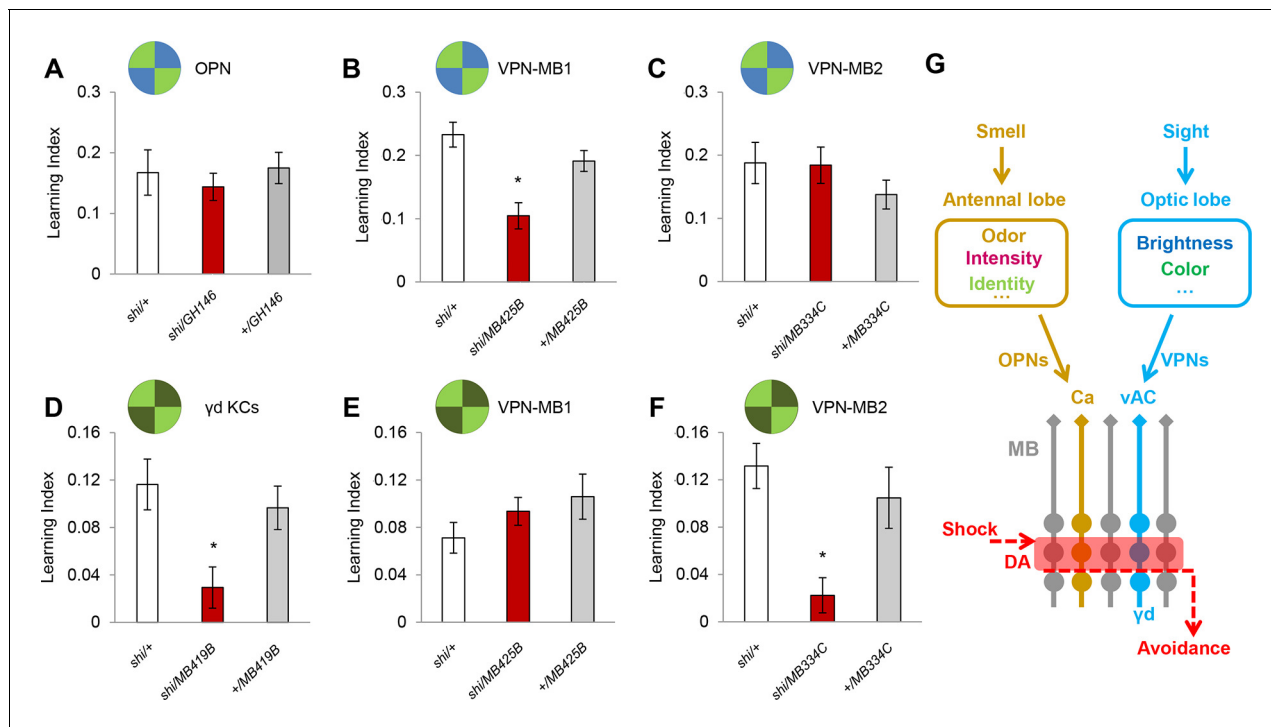 A
OPN
Learning Index
0.3
0.2
0.1
0
shi/+
shi/GH146
+/GH146
B
VPN-MB1
Learning Index
0.3
0.2
0.1
0
shi/+
shi/MB425B
*
+/MB425B
C
VPN-MB2
Learning Index
0.3
0.2
0.1
0
shi/+
shi/MB334C
+/MB334C
D
γd KCs
Learning Index
0.16
0.12
0.08
0.04
0
*
shi/+
shi/MB419B
+/MB419B
E
VPN-MB1
Learning Index
0.16
0.12
0.08
0.04
0
shi/+
shi/MB425B
+/MB425B
F
VPN-MB2
Learning Index
0.16
0.12
0.08
0.04
0
*
shi/+
shi/MB334C
+/MB334C
G
Smell
Sight
Antennal lobe
Optic lobe
Odor
Intensity
Identity
...
Brightness
Color
...
OPNs
VPNs
Ca
vAC
MB
Shock
DA
γd
Avoidance